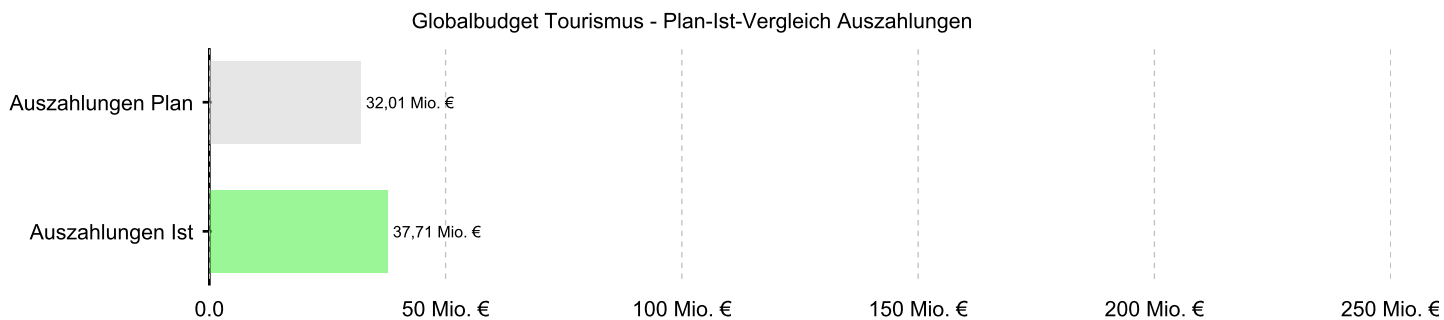 Globalbudget Tourismus - Plan-Ist-Vergleich Auszahlungen
Auszahlungen Plan
32,01 Mio. €
Auszahlungen Ist
37,71 Mio. €
0.0 50 Mio. € 100 Mio. € 150 Mio. € 200 Mio. € 250 Mio. €